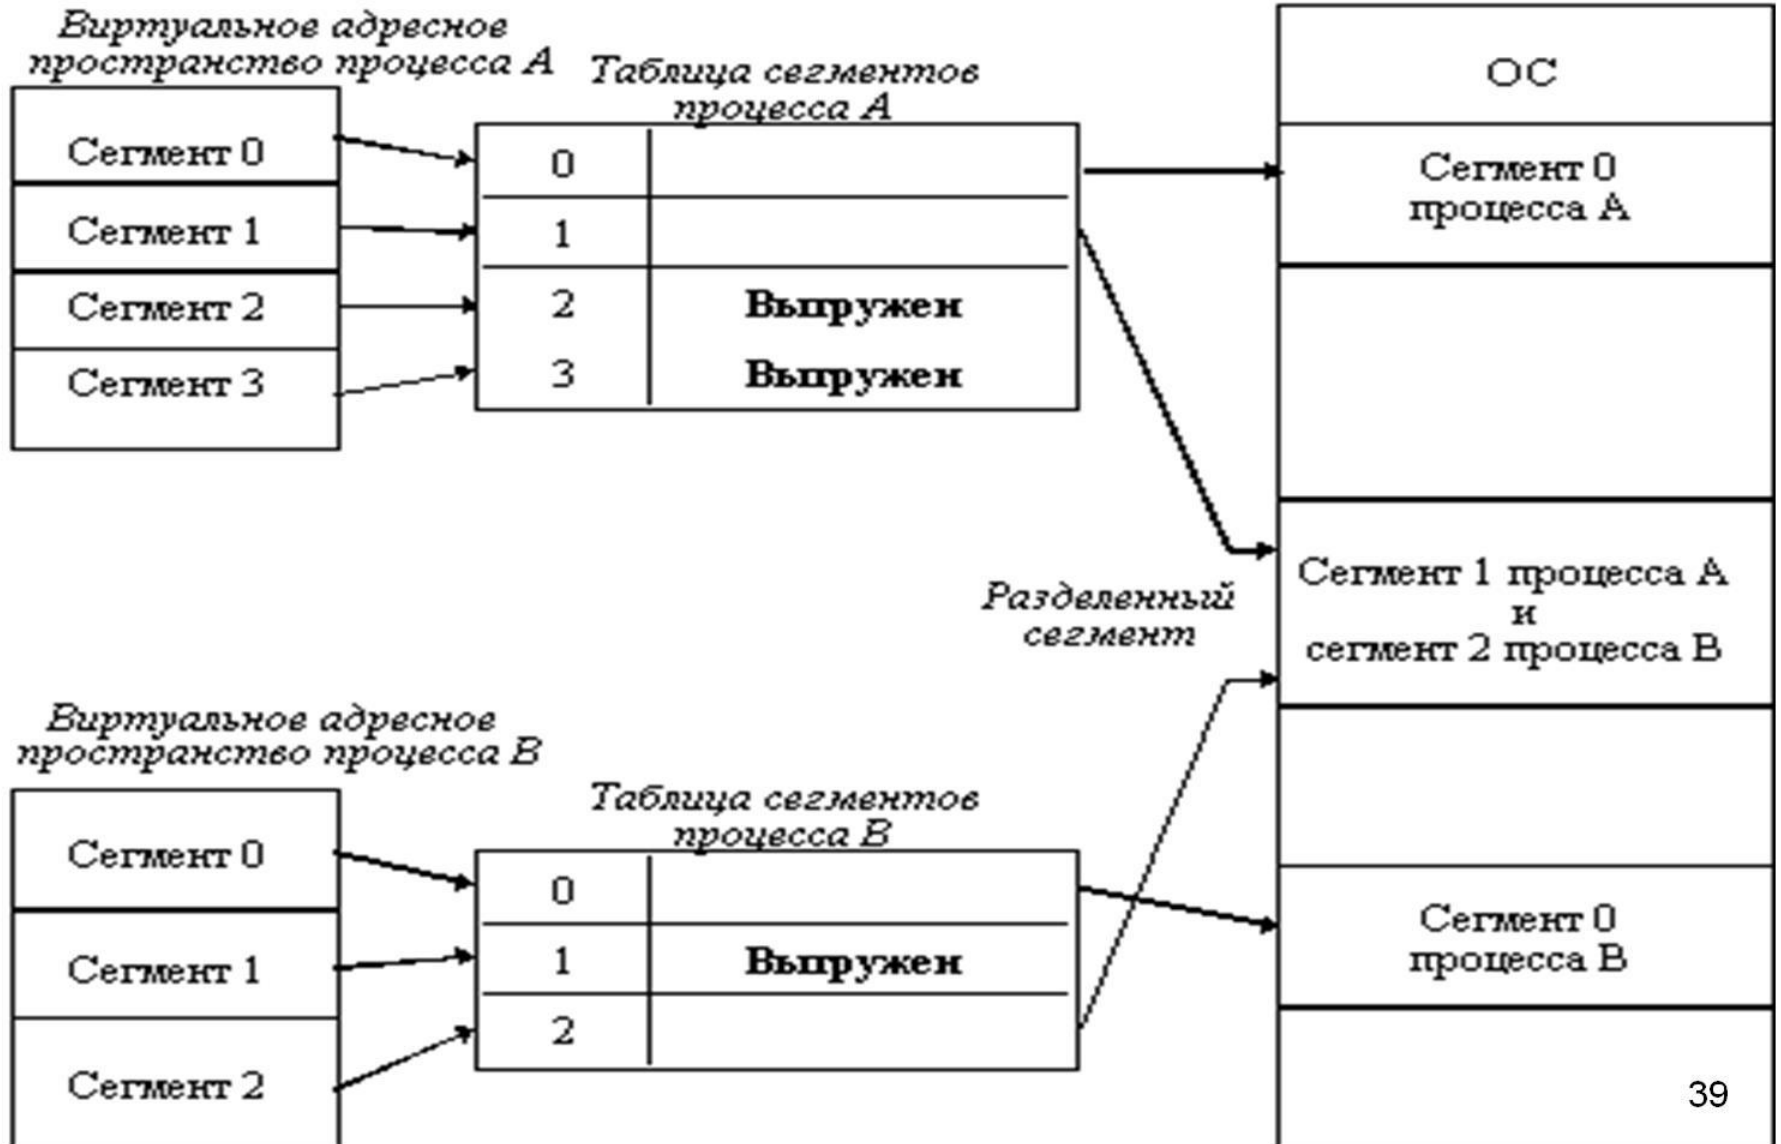 Виртуальное адресное
пространство процесса А
Сегмент 0
Сегмент 1
Сегмент 2
Сегмент 3
Таблица сегментов
процесса А
0
1
2 Выгружен
3 Выгружен
ОС
Сегмент 0
процесса А
Разделенный
сегмент
Сегмент 1 процесса А
и
сегмент 2 процесса В
Виртуальное адресное
пространство процесса В
Сегмент 0
Сегмент 1
Сегмент 2
Таблица сегментов
процесса В
0
1 Выгружен
2
Сегмент 0
процесса В
39